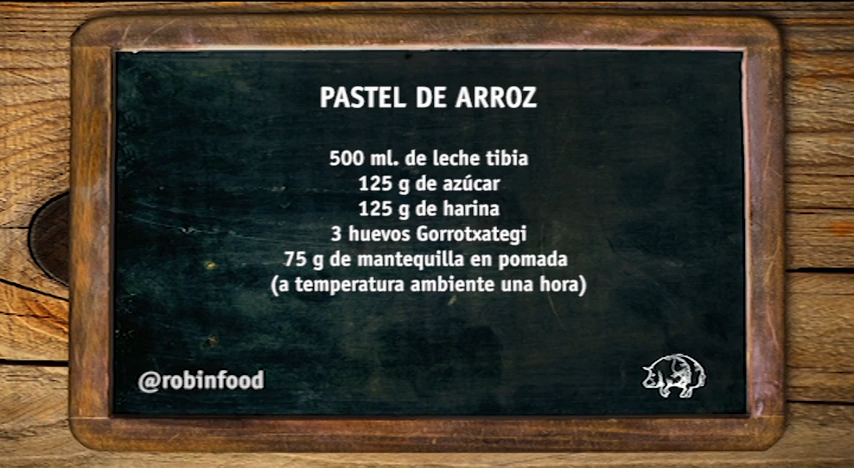 PASTEL DE ARROZ
500 ml. de leche tibia
125 g de azúcar
125 g de harina
3 huevos Gorrotxategi
75 g de mantequilla en pomada
(a temperatura ambiente una hora)
@robinfood